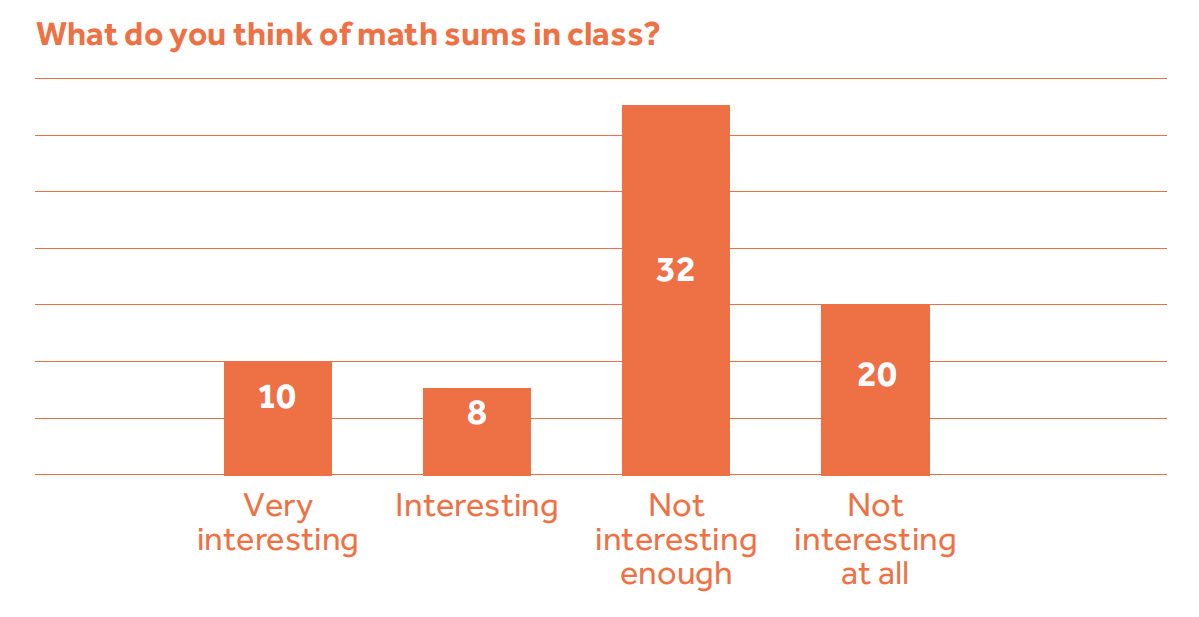 What do you think of math sums in class?
32
20
10
8
Very
interesting
Interesting
Not
interesting
enough
Not
interesting
at all